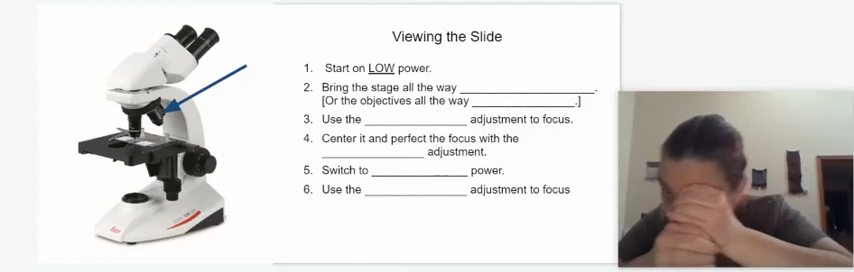 Viewing the Slide
1. Start on LOW power.
2. Bring the stage all the way ____________________.
[Or the objectives all the way ________________.]
3. Use the ________________ adjustment to focus.
4. Center it and perfect the focus with the
________________ adjustment.
5. Switch to _______________ power.
6. Use the ________________ adjustment to focus